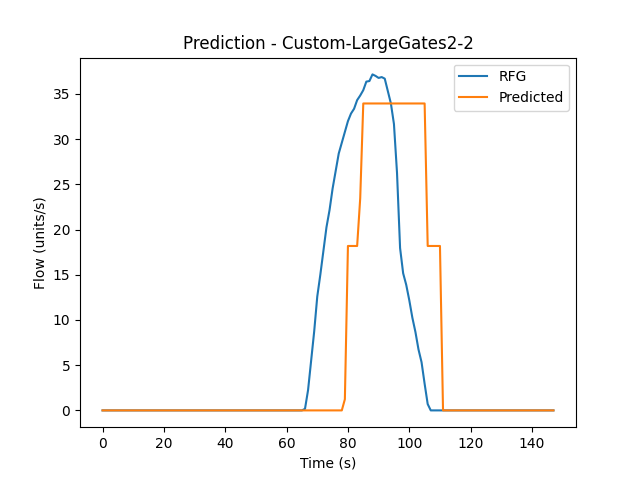 Prediction - Custom-LargeGates2-2
RFG
Predicted
Flow (units/s)
35
30
25
20
15
10
5
0
0 20 40 60 80 100 120 140
Time (s)